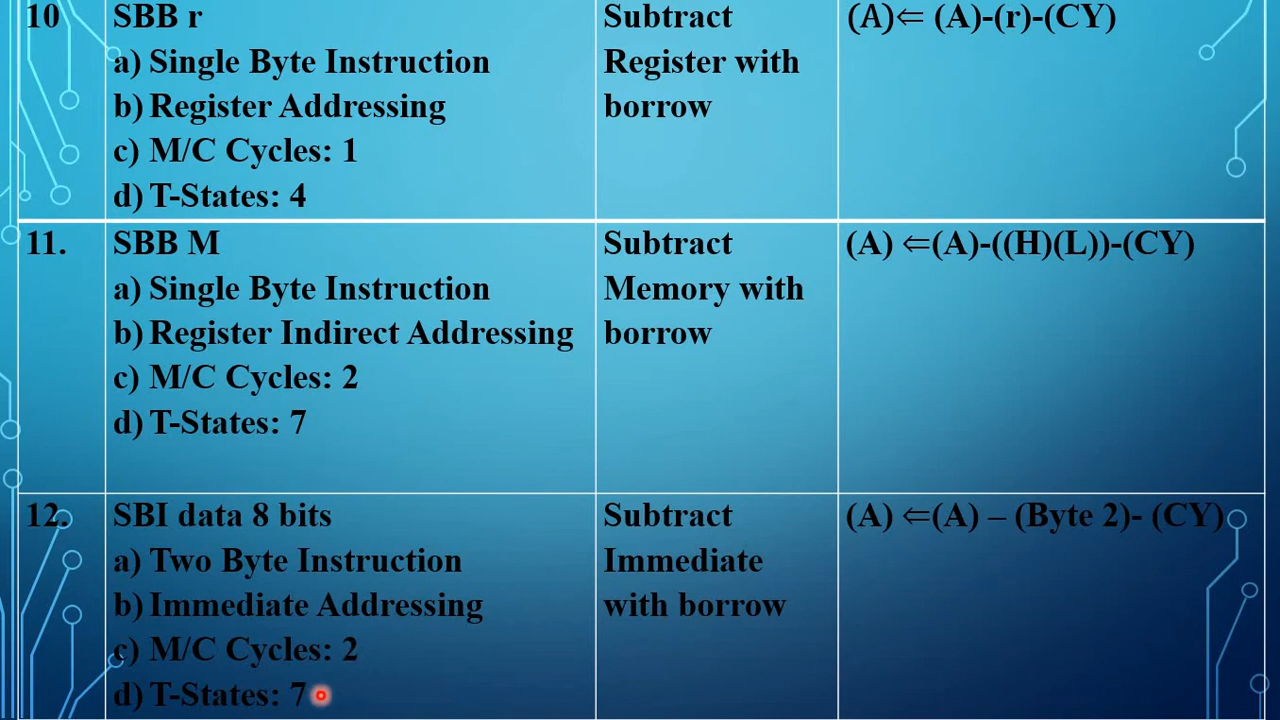 10
SBB r
a) Single Byte Instruction
b) Register Addressing
c) M/C Cycles: 1
d) T-States: 4
Subtract
Register with
borrow
(A)⇐ (A)-(r)-(CY)
11.
SBB M
a) Single Byte Instruction
b) Register Indirect Addressing
c) M/C Cycles: 2
d) T-States: 7
Subtract
Memory with
borrow
(A) ⇐(A)-((H)(L))-(CY)
12.
SBI data 8 bits
a) Two Byte Instruction
b) Immediate Addressing
c) M/C Cycles: 2
d) T-States: 7
Subtract
Immediate
with borrow
(A) ⇐(A) – (Byte 2)- (CY)